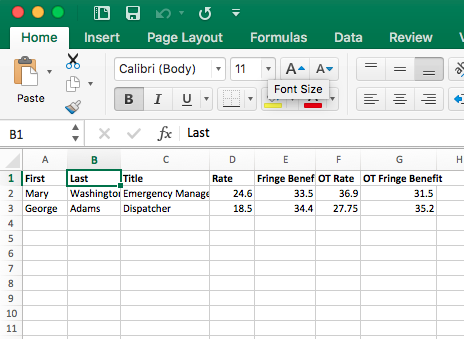 Home Insert Page Layout Formulas Data Review
Paste
Calibri (Body) 11 A A
B I U A
Font Size
B1 fx Last
A B C D E F G H
1 First Last Title Rate Fringe Benef OT Rate OT Fringe Benefit
2 Mary Washington Emergency Manage 24.6 33.5 36.9 31.5
3 George Adams Dispatcher 18.5 34.4 27.75 35.2
4
5
6
7
8
9
10
11